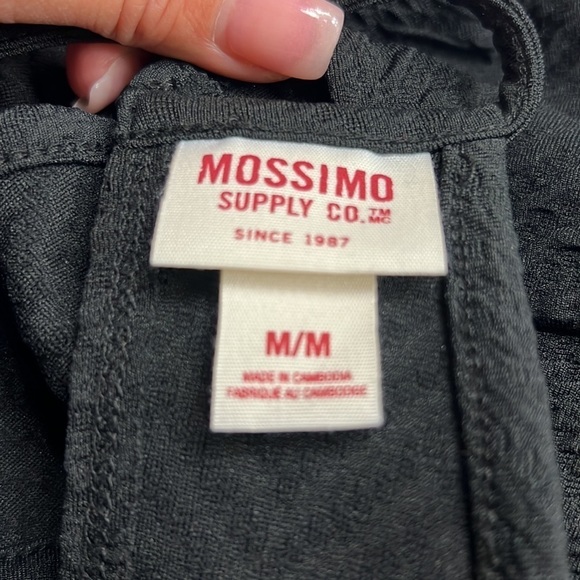 MOSSIMO
SUPPLY CO.™ MC
SINCE 1987
M/M
MADE IN CAMBODIA
FABRIQUÉ AU CAMBODGE